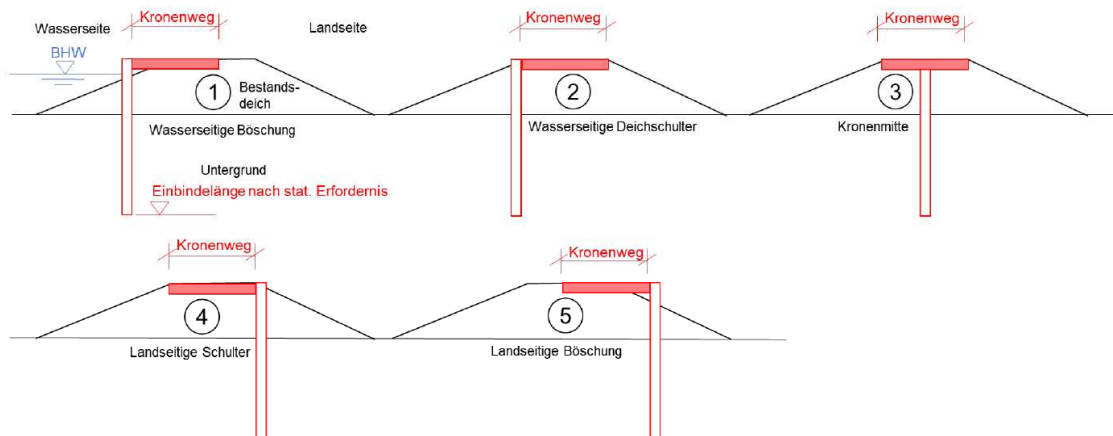 Wasserseite
Kronenweg
Landseite
BHW
1
Bestands-
deich
Wasserseitige Böschung
Untergrund
Einbindelänge nach stat. Erfordernis
Kronenweg
2
Wasserseitige Deichschulter
Kronenweg
3
Kronenmitte
Kronenweg
4
Landseitige Schulter
Kronenweg
5
Landseitige Böschung